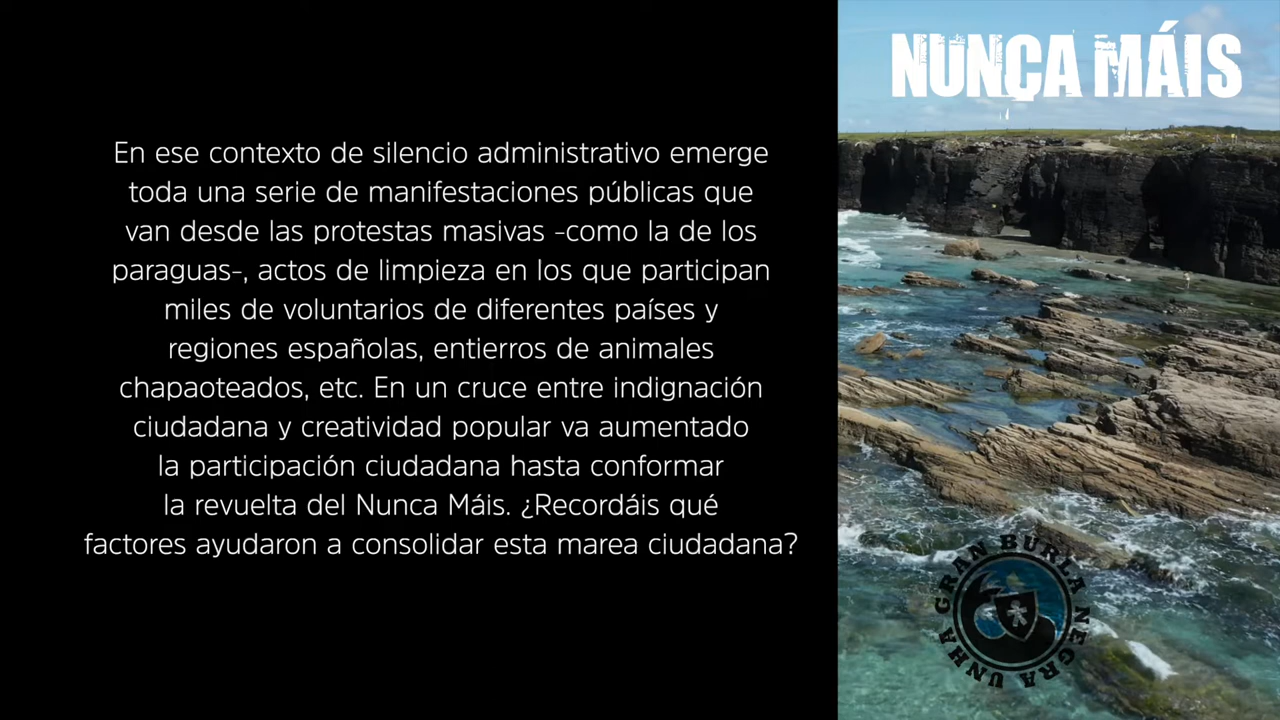 En ese contexto de silencio administrativo emerge
toda una serie de manifestaciones públicas que
van desde las protestas masivas -como la de los
paraguas-, actos de limpieza en los que participan
miles de voluntarios de diferentes países y
regiones españolas, entierros de animales
chapaoteados, etc. En un cruce entre indignación
ciudadana y creatividad popular va aumentado
la participación ciudadana hasta conformar
la revuelta del Nunca Máis. ¿Recordáis qué
factores ayudaron a consolidar esta marea ciudadana?
NUNCA MÁIS
UNHA GRAN BURLA NEGRA